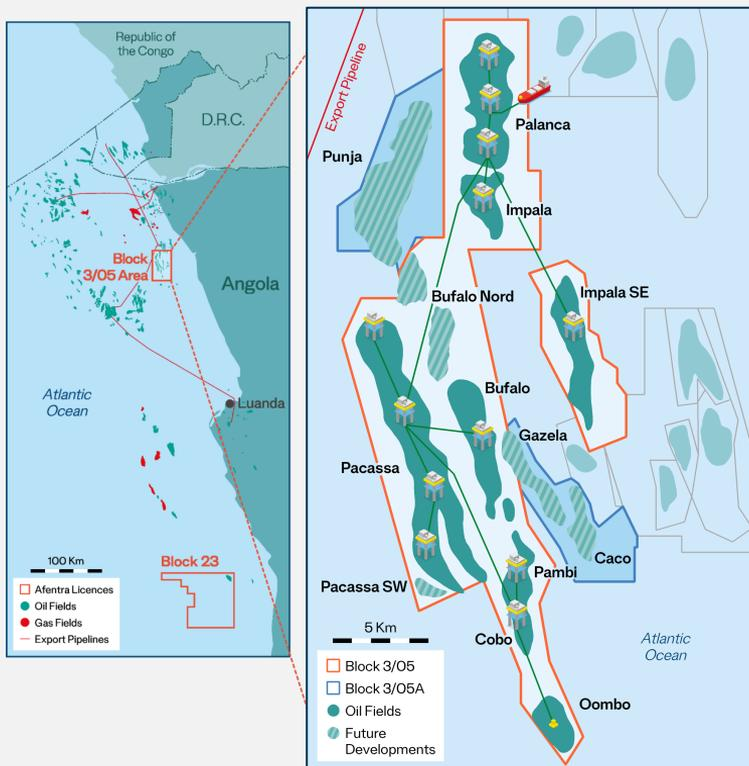 Republic of
the Congo
D.R.C.
Block
3/05 Area
Angola
Atlantic
Ocean
Luanda
100 Km
Block 23
Afentra Licences
Oil Fields
Gas Fields
Export Pipelines
Export Pipeline
Palanca
Punja
Impala
Bufalo Nord
Impala SE
Bufalo
Gazela
Pacassa
Caco
Pambi
Pacassa SW
Cobo
5 Km
Atlantic
Ocean
Block 3/05
Block 3/05A
Oil Fields
Future
Developments
Oombo